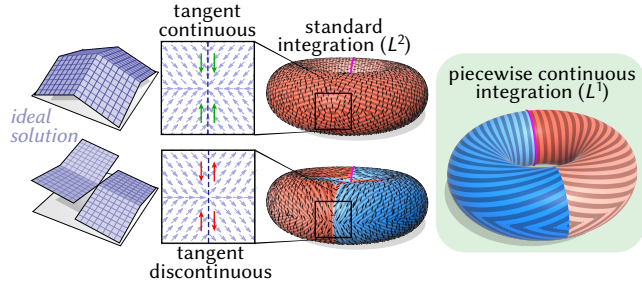 tangent
continuous
standard
integration (L²)
piecewise continuous
integration (L¹)
ideal
solution
tangent
discontinuous